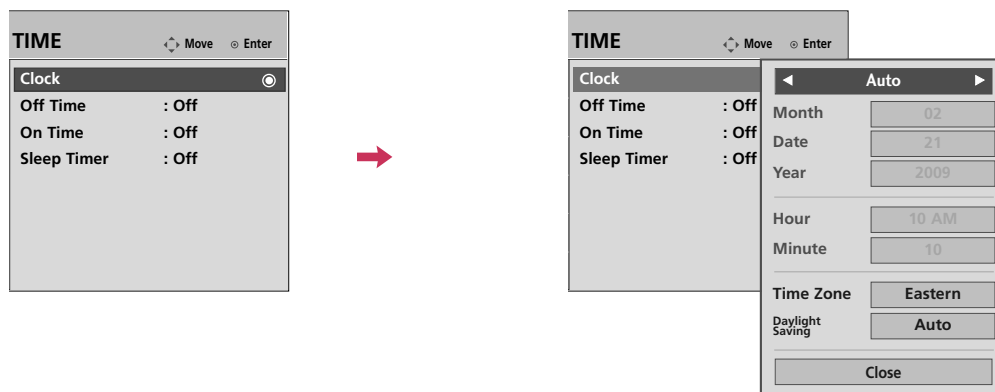 TIME Move Enter
Clock
Off Time : Off
On Time : Off
Sleep Timer : Off
TIME Move Enter
Clock
Off Time : Off
On Time : Off
Sleep Timer : Off
Auto
Month 02
Date 21
Year 2009
Hour 10 AM
Minute 10
Time Zone Eastern
Daylight
Saving Auto
Close